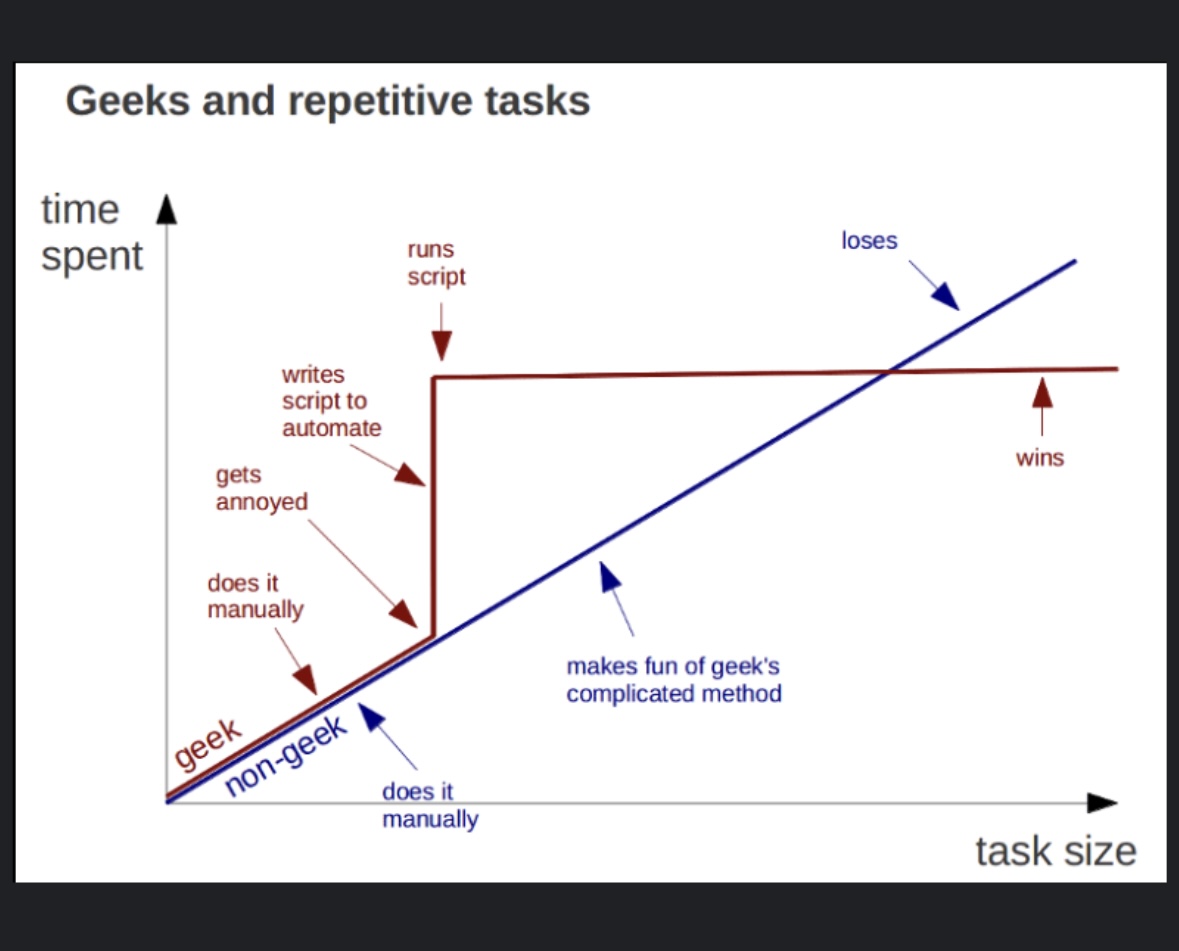 Geeks and repetitive tasks
time
spent
runs
script
loses
writes
script to
automate
gets
annoyed
wins
does it
manually
makes fun of geek's
complicated method
geek
non-geek
does it
manually
task size